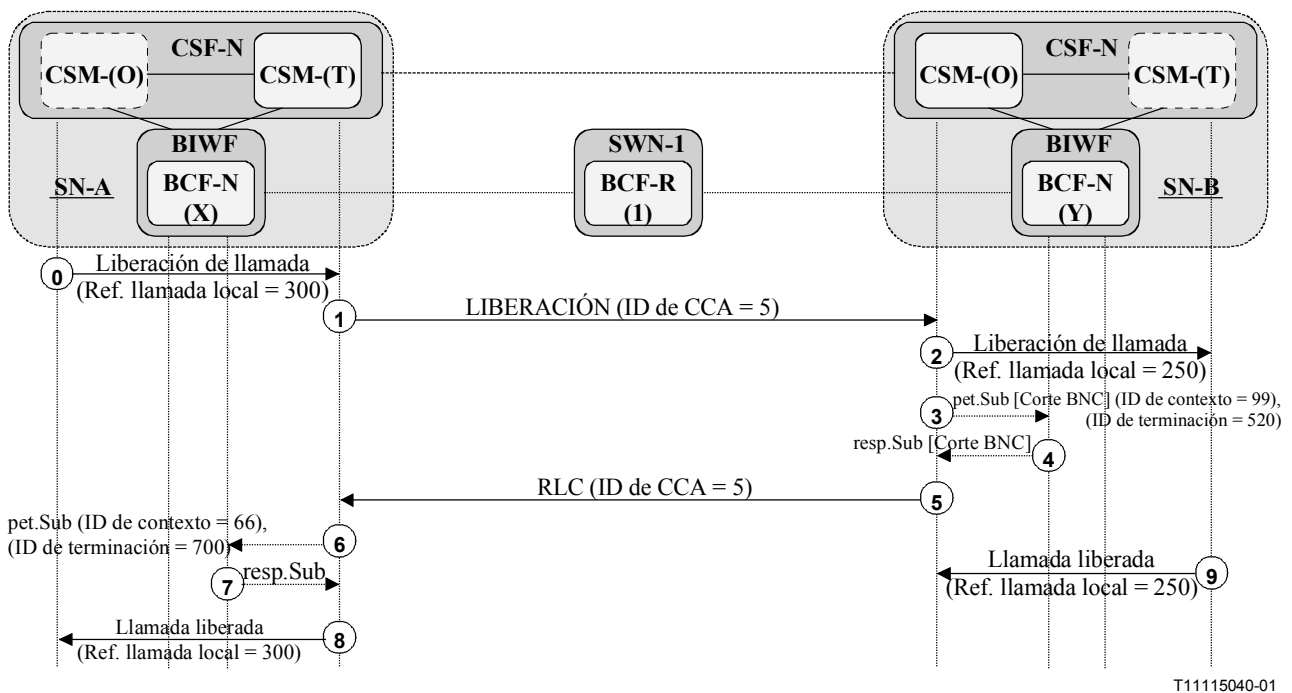 CSF-N
CSM-(O)
CSM-(T)
BIWF
SN-A
BCF-N
(X)
SWN-1
BCF-R
(1)
CSF-N
CSM-(O)
CSM-(T)
BIWF
BCF-N
(Y)
SN-B
0
Liberación de llamada
(Ref. llamada local = 300)
1
LIBERACIÓN (ID de CCA = 5)
2
Liberación de llamada
(Ref. llamada local = 250)
3
pet.Sub [Corte BNC] (ID de contexto = 99),
(ID de terminación = 520)
resp.Sub [Corte BNC]
4
RLC (ID de CCA = 5)
5
pet.Sub (ID de contexto = 66),
(ID de terminación = 700)
6
7
resp.Sub
Llamada liberada
(Ref. llamada local = 250)
9
Llamada liberada
(Ref. llamada local = 300)
8
T11115040-01